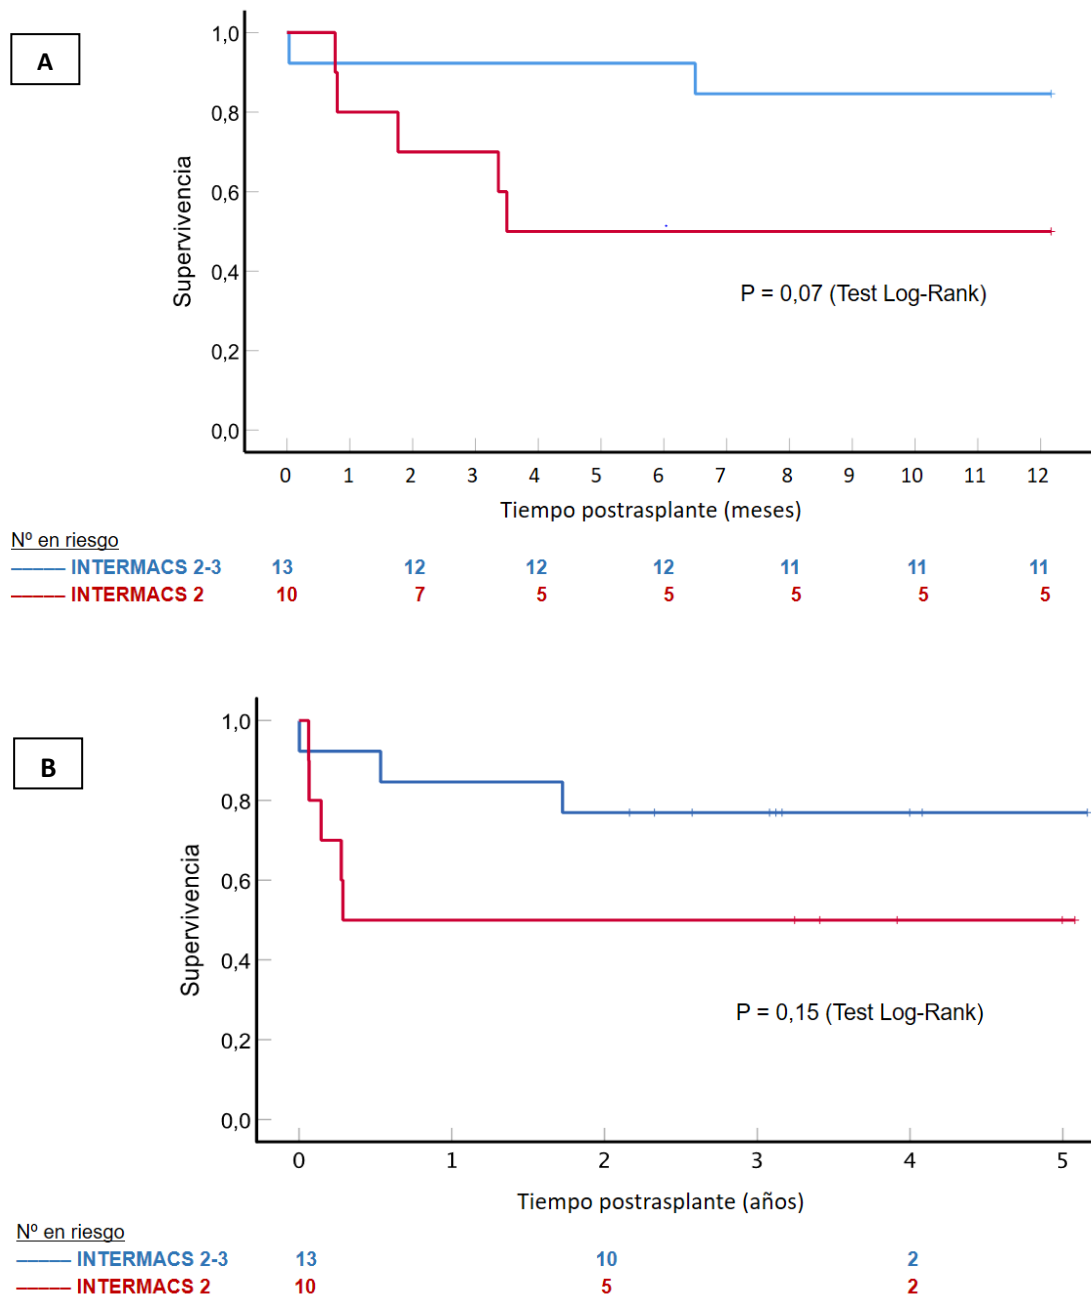 A
1,0
0,8
0,6
0,4
0,2
0,0
Supervivencia
P = 0,07 (Test Log-Rank)
0 1 2 3 4 5 6 7 8 9 10 11 12
Tiempo postrasplante (meses)
Nº en riesgo
INTERMACS 2-3 13 12 12 12 11 11 11
INTERMACS 2 10 7 5 5 5 5 5
B
1,0
0,8
0,6
0,4
0,2
0,0
Supervivencia
P = 0,15 (Test Log-Rank)
0 1 2 3 4 5
Tiempo postrasplante (años)
Nº en riesgo
INTERMACS 2-3 13 10 2
INTERMACS 2 10 5 2